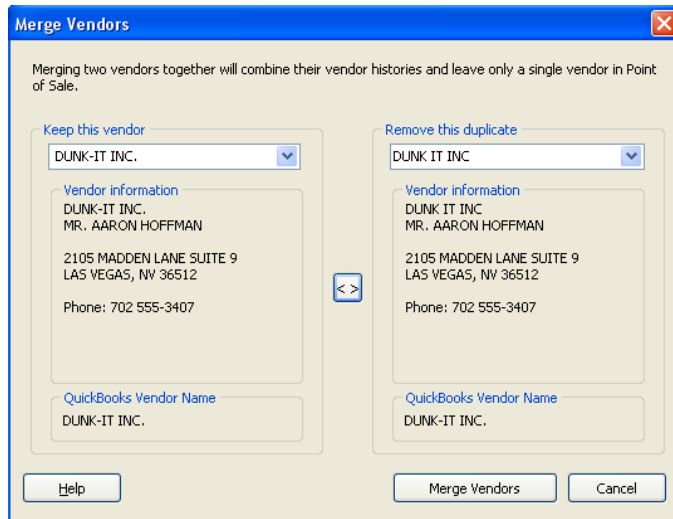 Merge Vendors
Merging two vendors together will combine their vendor histories and leave only a single vendor in Point
of Sale.
Keep this vendor
DUNK-IT INC.
Vendor information
DUNK-IT INC.
MR. AARON HOFFMAN
2105 MADDEN LANE SUITE 9
LAS VEGAS, NV 36512
Phone: 702 555-3407
QuickBooks Vendor Name
DUNK-IT INC.
< >
Remove this duplicate
DUNK IT INC
Vendor information
DUNK IT INC
MR. AARON HOFFMAN
2105 MADDEN LANE SUITE 9
LAS VEGAS, NV 36512
Phone: 702 555-3407
QuickBooks Vendor Name
DUNK-IT INC.
Help
Merge Vendors
Cancel